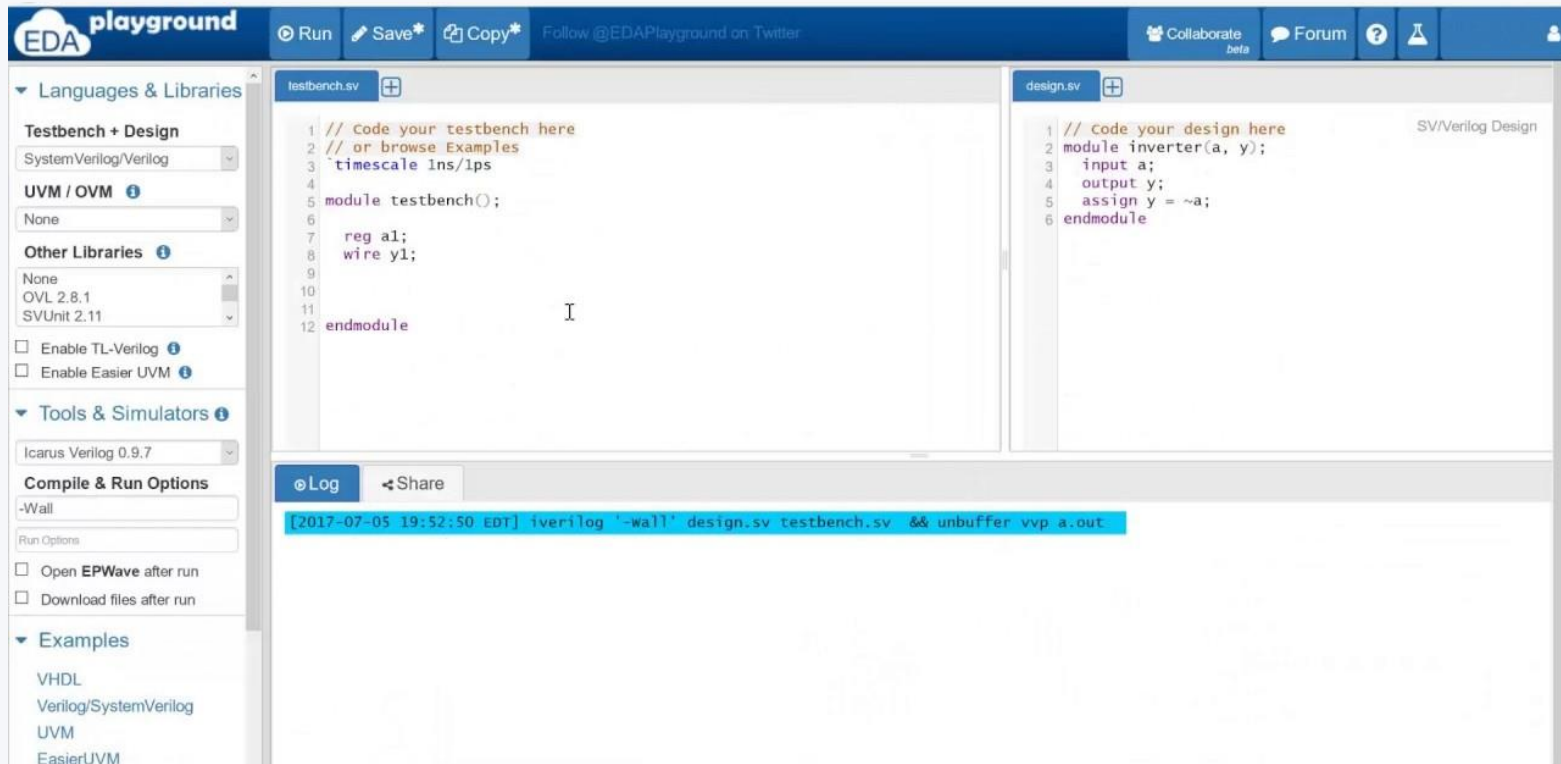 EDA playground
Run Save* Copy* Follow @EDAPlayground on Twitter Collaborate beta Forum ?
Languages & Libraries
Testbench + Design
SystemVerilog/Verilog
UVM / OVM
None
Other Libraries
None
OVL 2.8.1
SVUnit 2.11
Enable TL-Verilog
Enable Easier UVM
Tools & Simulators
Icarus Verilog 0.9.7
Compile & Run Options
-Wall
Run Options
Open EPWave after run
Download files after run
Examples
VHDL
Verilog/SystemVerilog
UVM
EasierUVM
testbench.sv
1 // Code your testbench here
2 // or browse Examples
3 `timescale 1ns/1ps
4
5 module testbench();
6
7 reg a1;
8 wire y1;
9
10
11
12 endmodule
design.sv
SV/Verilog Design
1 // Code your design here
2 module inverter(a, y);
3 input a;
4 output y;
5 assign y = ~a;
6 endmodule
Log Share
[2017-07-05 19:52:50 EDT] iverilog '-Wall' design.sv testbench.sv && unbuffer vvp a.out